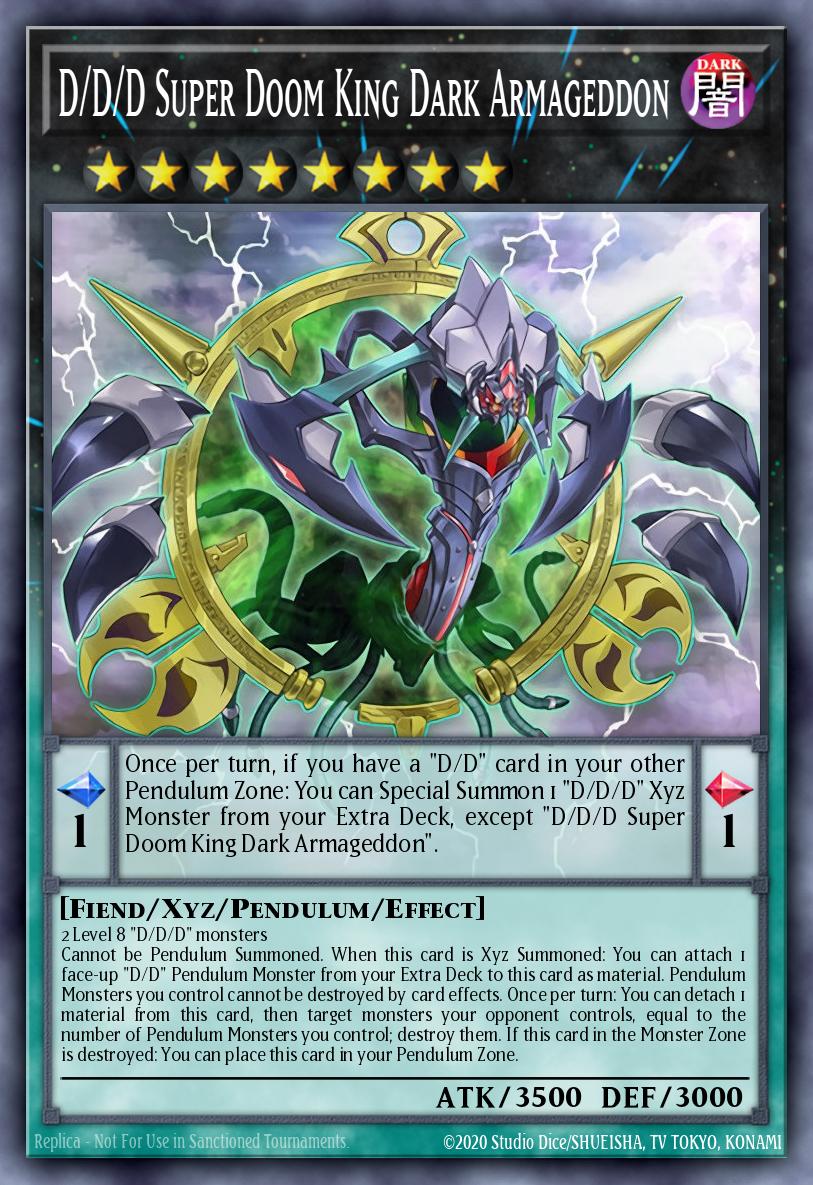 D/D/D Super Doom King Dark Armageddon
DARK
闇
Once per turn, if you have a "D/D" card in your other
Pendulum Zone: You can Special Summon 1 "D/D/D" Xyz
Monster from your Extra Deck, except "D/D/D Super
Doom King Dark Armageddon".
1
1
[Fiend/Xyz/Pendulum/Effect]
2 Level 8 "D/D/D" monsters
Cannot be Pendulum Summoned. When this card is Xyz Summoned: You can attach 1
face-up "D/D" Pendulum Monster from your Extra Deck to this card as material. Pendulum
Monsters you control cannot be destroyed by card effects. Once per turn: You can detach 1
material from this card, then target monsters your opponent controls, equal to the
number of Pendulum Monsters you control; destroy them. If this card in the Monster Zone
is destroyed: You can place this card in your Pendulum Zone.
ATK/3500 DEF/3000
Replica - Not For Use in Sanctioned Tournaments.
©2020 Studio Dice/SHUEISHA, TV TOKYO, KONAMI